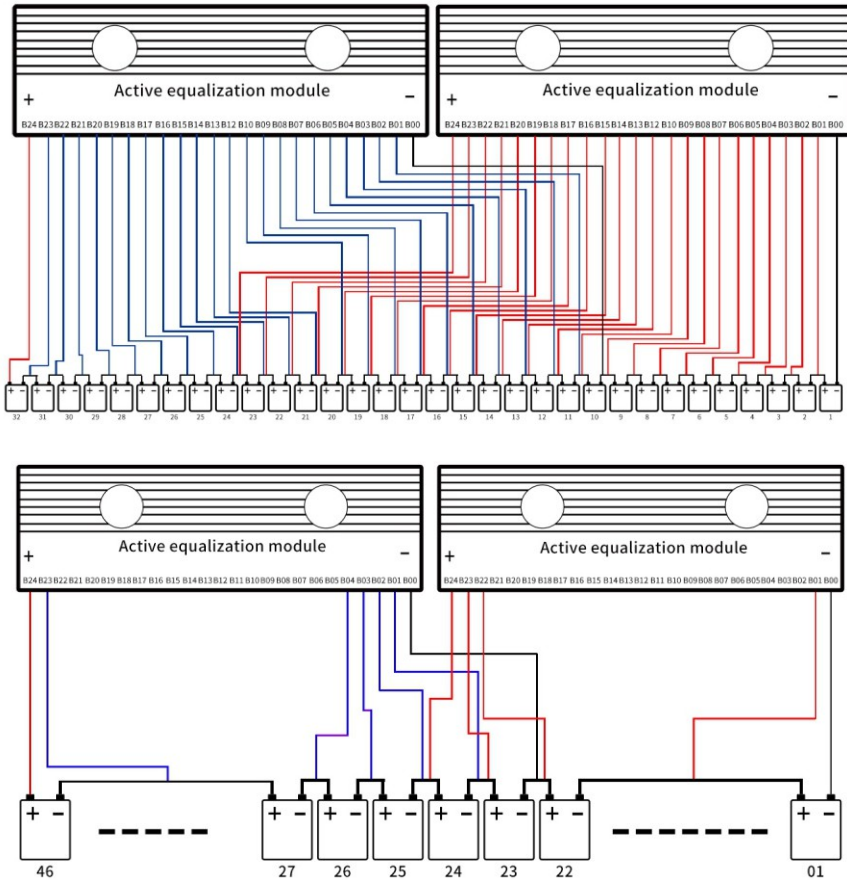 Active equalization module Active equalization module
+ − + −
B24 B23 B22 B21 B20 B19 B18 B17 B16 B15 B14 B13 B12 B10 B09 B08 B07 B06 B05 B04 B03 B02 B01 B00 B24 B23 B22 B21 B20 B19 B18 B17 B16 B15 B14 B13 B12 B10 B09 B08 B07 B06 B05 B04 B03 B02 B01 B00
+ − + − + − + − + − + − + − + − + − + − + − + − + − + − + − + − + − + − + − + − + − + − + − + − + − + − + − + − + − + − + − + −
32 31 30 29 28 27 26 25 24 23 22 21 20 19 18 17 16 15 14 13 12 11 10 9 8 7 6 5 4 3 2 1
Active equalization module Active equalization module
+ − + −
B24 B23 B22 B21 B20 B19 B18 B17 B16 B15 B14 B13 B12 B11 B10 B09 B08 B07 B06 B05 B04 B03 B02 B01 B00 B24 B23 B22 B21 B20 B19 B18 B17 B16 B15 B14 B13 B12 B11 B10 B09 B08 B07 B06 B05 B04 B03 B02 B01 B00
+ − + − + − + − + − + − + − + −
46 27 26 25 24 23 22 01